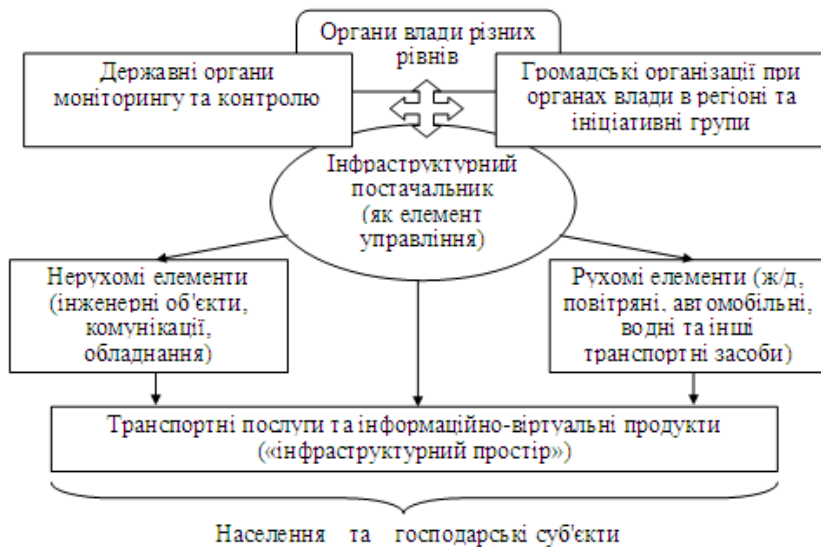 Органи влади різних
рівнів
Державні органи
моніторингу та контролю
Громадські організації при
органах влади в регіоні та
ініціативні групи
Інфраструктурний
постачальник
(як елемент
управління)
Нерухомі елементи
(інженерні об'єкти,
комунікації,
обладнання)
Рухомі елементи (ж/д,
повітряні, автомобільні,
водні та інші
транспортні засоби)
Транспортні послуги та інформаційно-віртуальні продукти
(«інфраструктурний простір»)
Населення та господарські суб'єкти